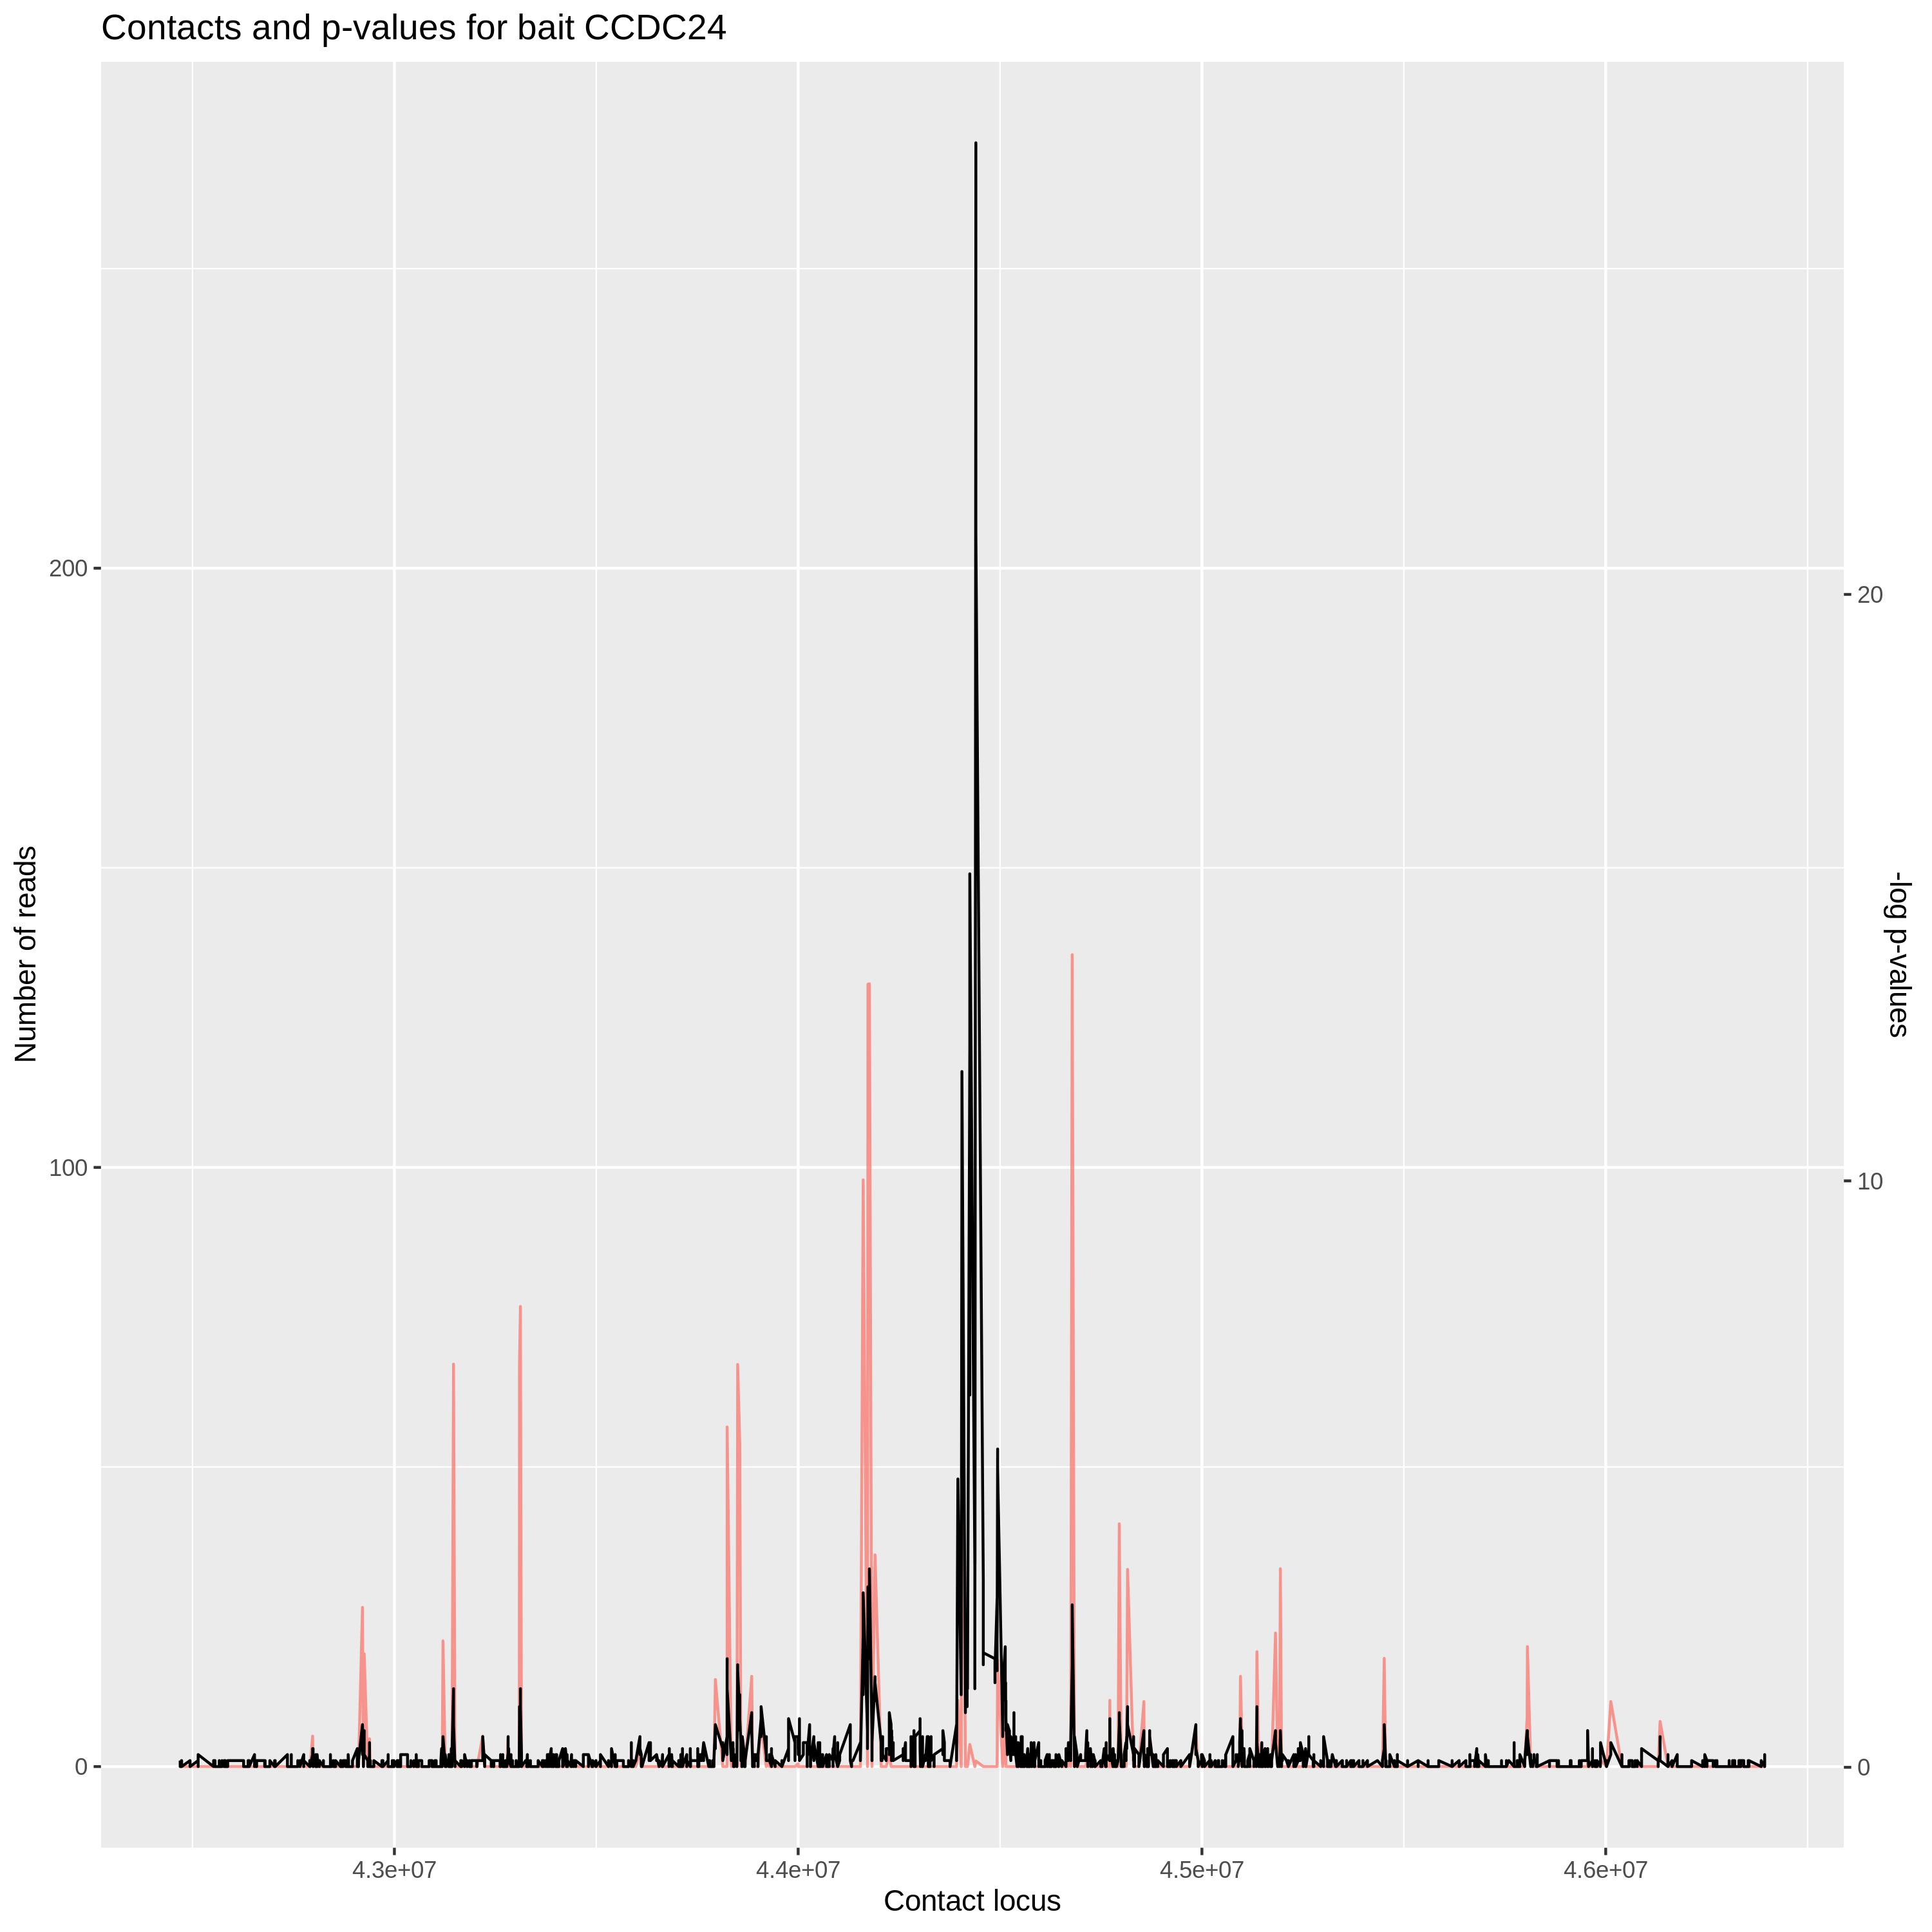 Contacts and p-values for bait CCDC24
Number of reads
200
100
0
20
10
0
-log p-values
4.3e+07
4.4e+07
4.5e+07
4.6e+07
Contact locus